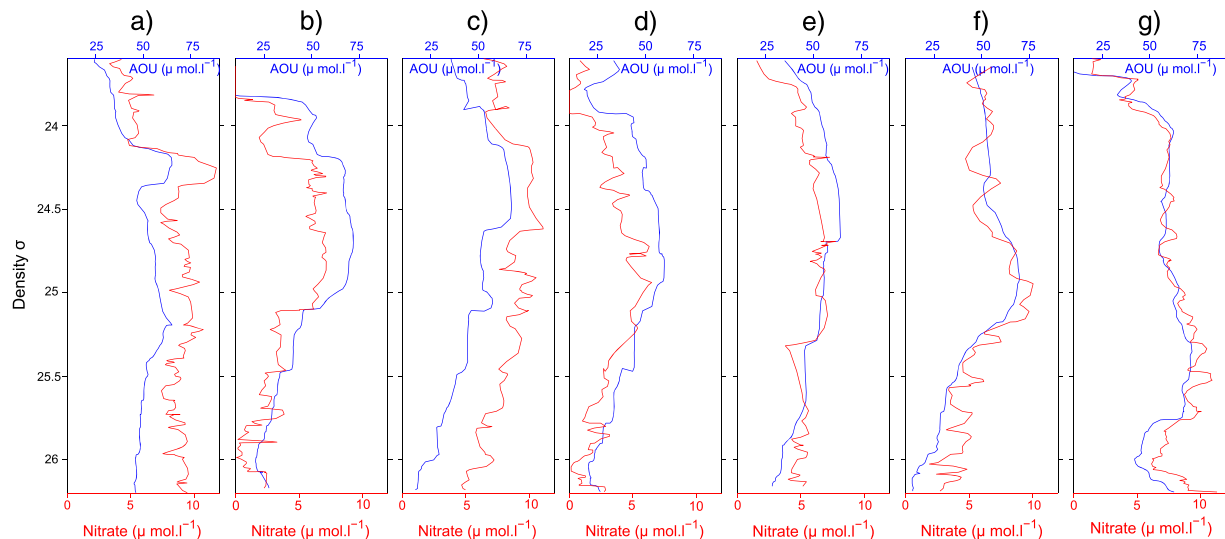 a) b) c) d) e) f) g)
25 50 75 25 50 75 25 50 75 25 50 75 25 50 75 25 50 75 25 50 75
AOU (μ mol.l⁻¹) AOU (μ mol.l⁻¹) AOU (μ mol.l⁻¹) AOU (μ mol.l⁻¹) AOU (μ mol.l⁻¹) AOU (μ mol.l⁻¹) AOU (μ mol.l⁻¹)
24
24.5
Density σ
25
25.5
26
0 5 10 0 5 10 0 5 10 0 5 10 0 5 10 0 5 10 0 5 10
Nitrate (μ mol.l⁻¹) Nitrate (μ mol.l⁻¹) Nitrate (μ mol.l⁻¹) Nitrate (μ mol.l⁻¹) Nitrate (μ mol.l⁻¹) Nitrate (μ mol.l⁻¹) Nitrate (μ mol.l⁻¹)